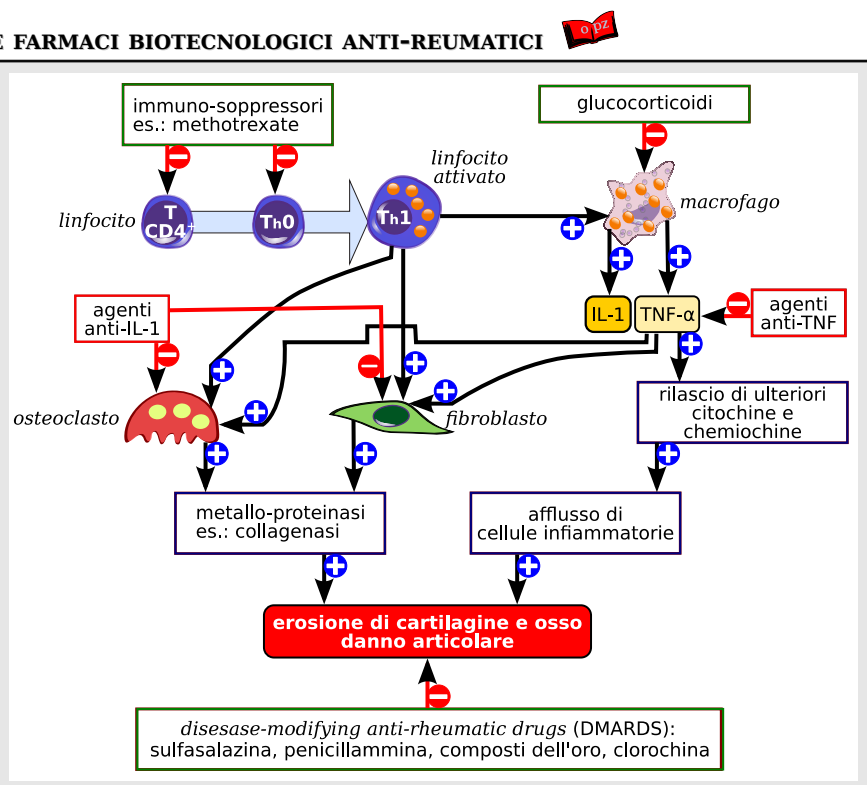 E FARMACI BIOTECNOLOGICI ANTI-REUMATICI
o pz
immuno-soppressori
es.: methotrexate
glucocorticoidi
linfocito
attivato
linfocito
T
CD4+
Th0
Th1
macrofago
agenti
anti-IL-1
IL-1
TNF-α
agenti
anti-TNF
osteoclasto
fibroblasto
rilascio di ulteriori
citochine e
chemiochine
metallo-proteinasi
es.: collagenasi
afflusso di
cellule infiammatorie
erosione di cartilagine e osso
danno articolare
disesase-modifying anti-rheumatic drugs (DMARDS):
sulfasalazina, penicillammina, composti dell'oro, clorochina